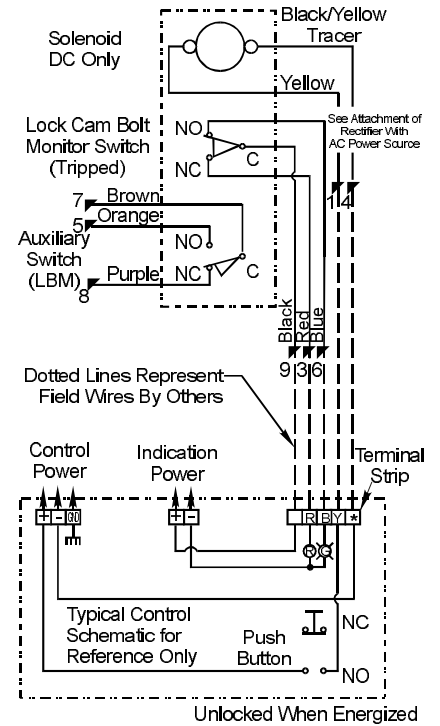 Black/Yellow
Tracer
Solenoid
DC Only
Yellow
See Attachment of
Rectifier With
AC Power Source
Lock Cam Bolt
Monitor Switch
(Tripped)
NO
C
NC
14
7 Brown
5 Orange
Auxiliary
Switch
(LBM)
NO
NC
C
8 Purple
Black
Red
Blue
9 3 6
Dotted Lines Represent
Field Wires By Others
Control
Power
Indication
Power
Terminal
Strip
+ - GND
+ -
R B Y *
R G
Typical Control
Schematic for
Reference Only
Push
Button
NC
NO
Unlocked When Energized